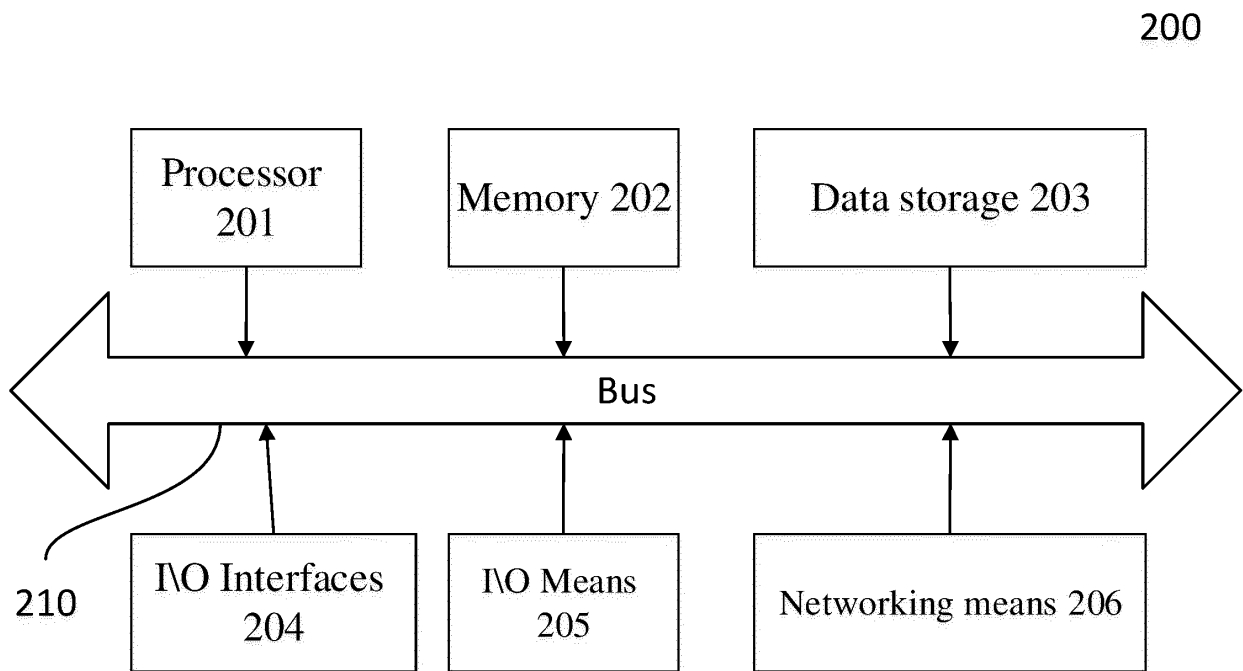 200
Processor
201
Memory 202
Data storage 203
Bus
210
I\O Interfaces
204
I\O Means
205
Networking means 206